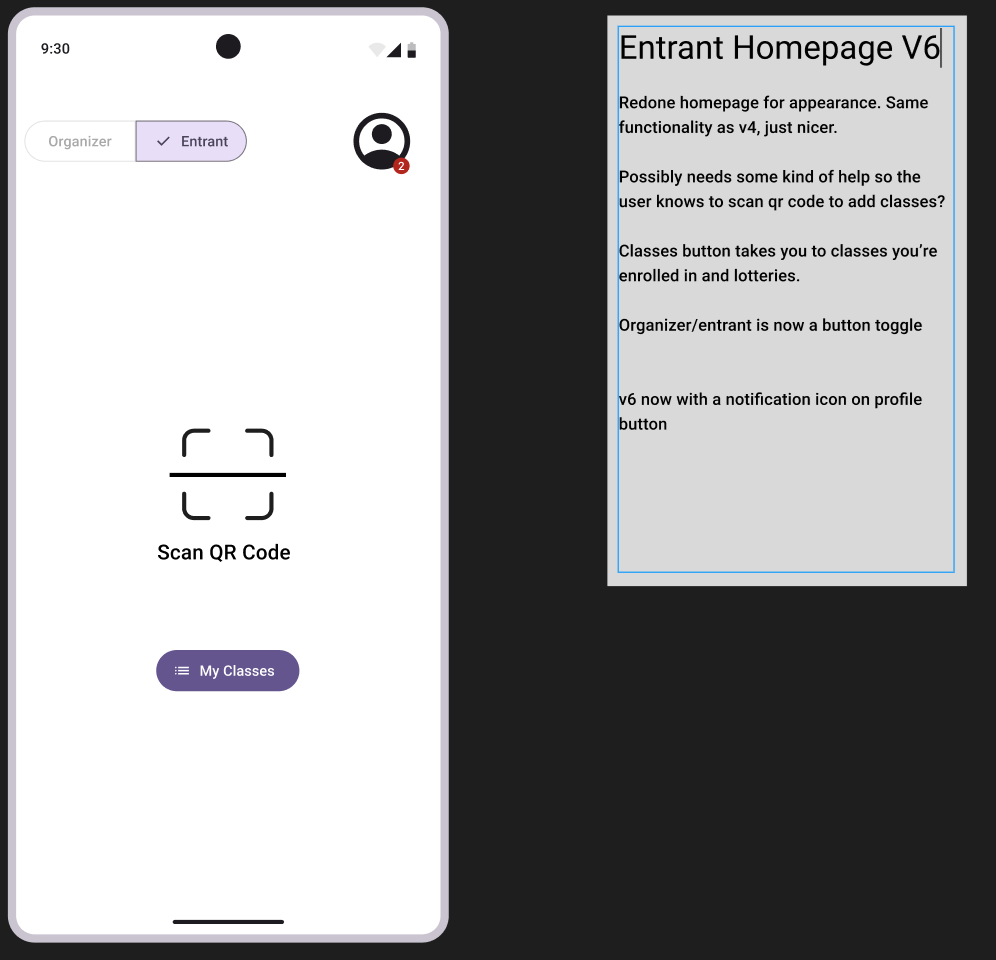 9:30
Organizer
Entrant
2
Scan QR Code
My Classes
Entrant Homepage V6
Redone homepage for appearance. Same
functionality as v4, just nicer.
Possibly needs some kind of help so the
user knows to scan qr code to add classes?
Classes button takes you to classes you’re
enrolled in and lotteries.
Organizer/entrant is now a button toggle
v6 now with a notification icon on profile
button